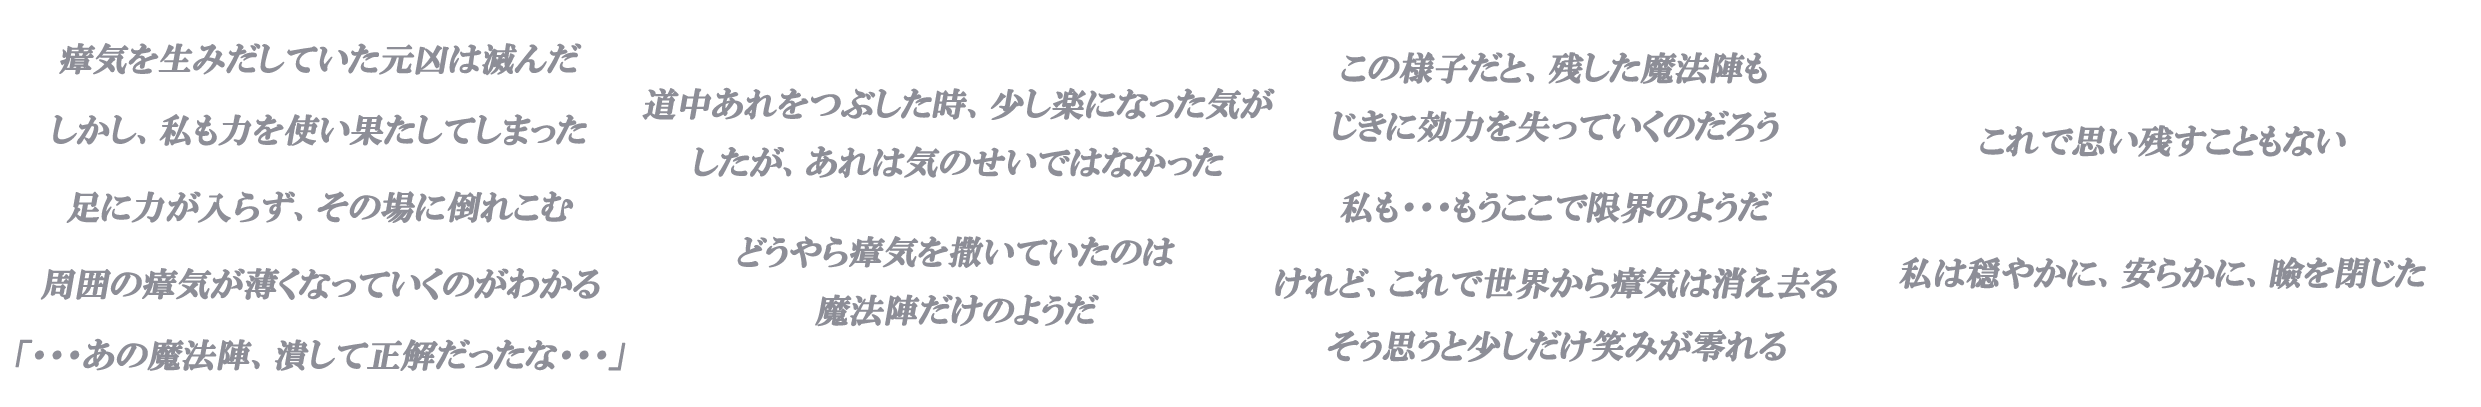 瘴気を生みだしていた元凶は滅んだ
しかし、私も力を使い果たしてしまった
足に力が入らず、その場に倒れこむ
周囲の瘴気が薄くなっていくのがわかる
「・・・あの魔法陣、潰して正解だったな・・・」
道中あれをつぶした時、少し楽になった気が
したが、あれは気のせいではなかった
どうやら瘴気を撒いていたのは
魔法陣だけのようだ
この様子だと、残した魔法陣も
じきに効力を失っていくのだろう
私も・・・もうここで限界のようだ
けれど、これで世界から瘴気は消え去る
そう思うと少しだけ笑みが零れる
これで思い残すこともない
私は穏やかに、安らかに、瞼を閉じた